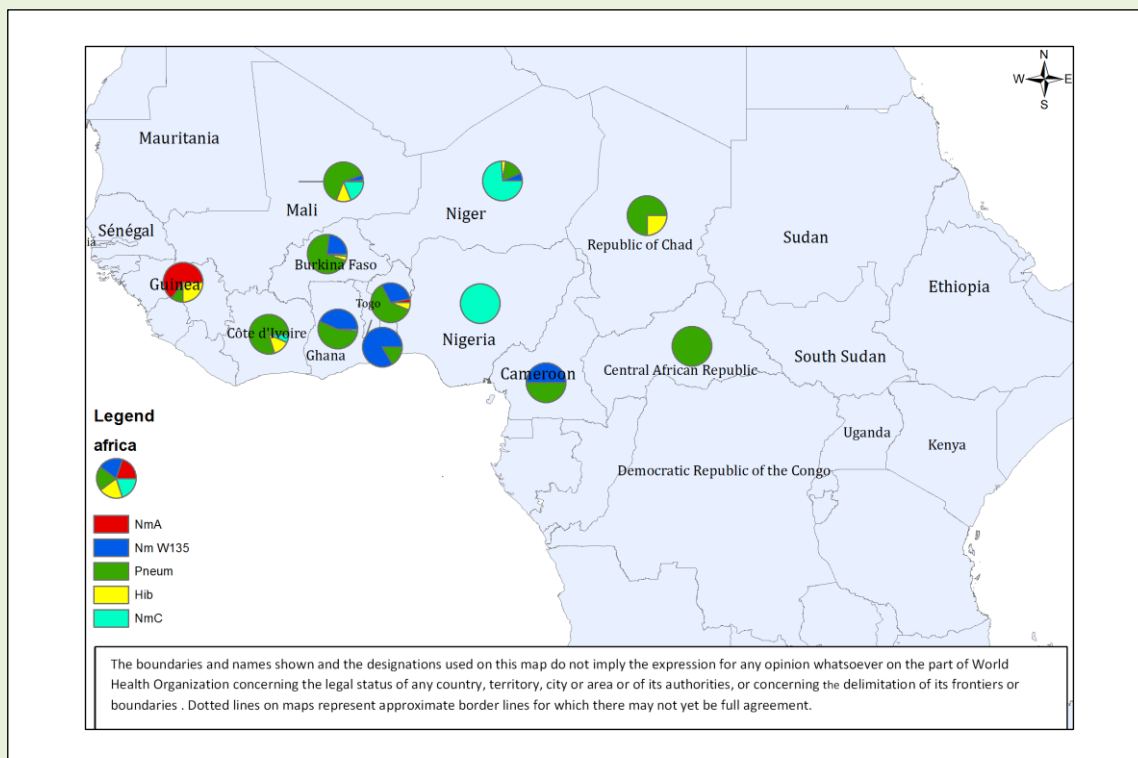 N
W E
S
Mauritania
Mali
Niger
Sénégal
ia
Republic of Chad
Sudan
Burkina Faso
Guinea
Ethiopia
Togo
Côte d'Ivoire
Ghana
Nigeria
South Sudan
Cameroon
Central African Republic
Uganda
Kenya
Democratic Republic of the Congo
Legend
africa
NmA
Nm W135
Pneum
Hib
NmC
The boundaries and names shown and the designations used on this map do not imply the expression for any opinion whatsoever on the part of World
Health Organization concerning the legal status of any country, territory, city or area or of its authorities, or concerning the delimitation of its frontiers or
boundaries . Dotted lines on maps represent approximate border lines for which there may not yet be full agreement.